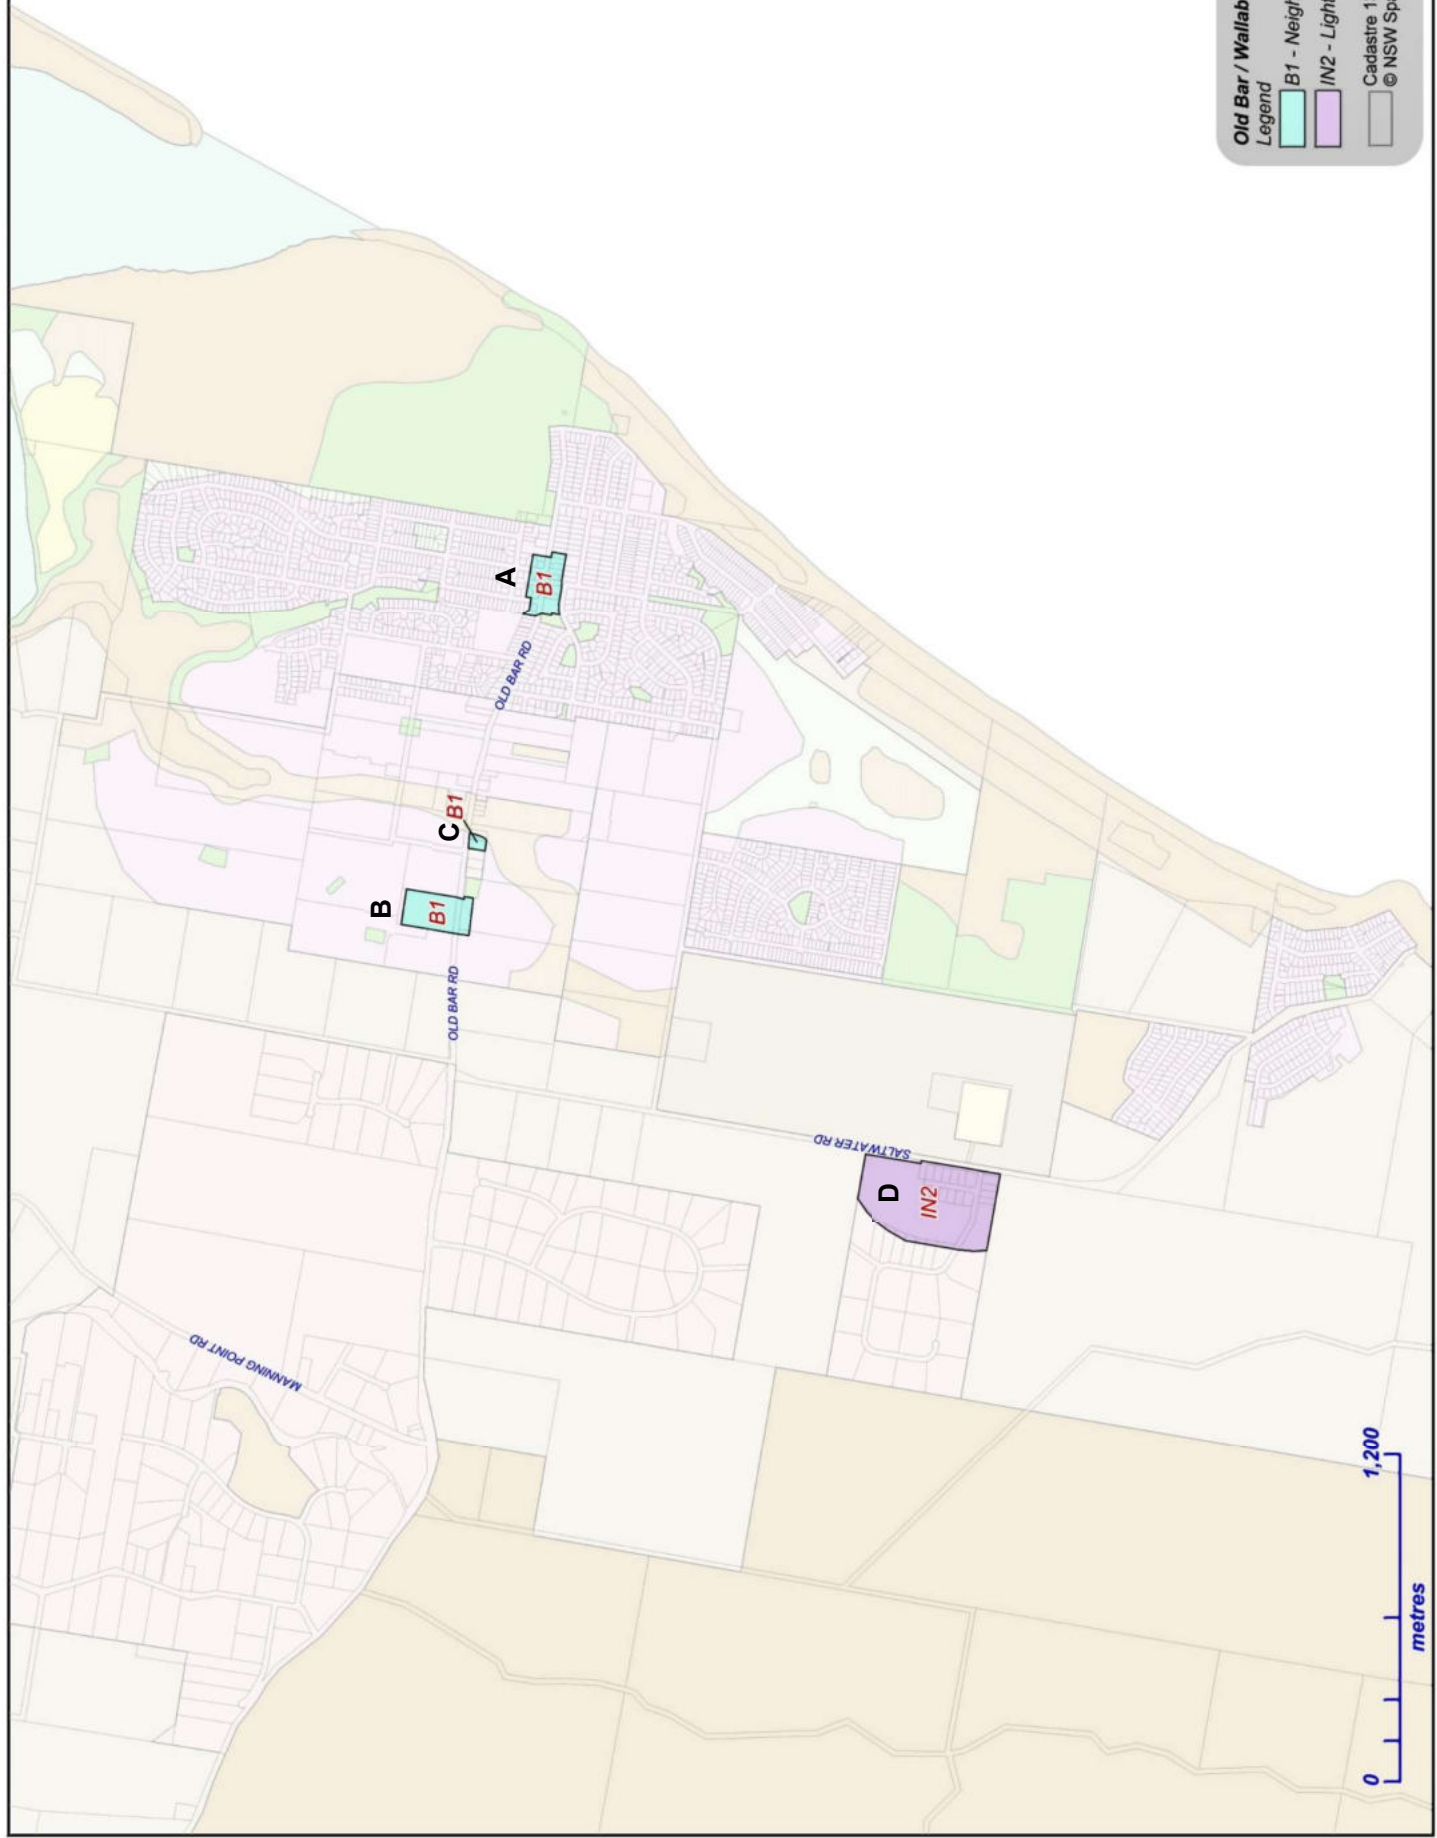 A
B1
OLD BAR RD
C
B1
B
B1
OLD BAR RD
SALTWATER RD
D
IN2
MANNING POINT RD
0
1,200
metres
Old Bar / Wallab
Legend
B1 - Neigh
IN2 - Light
Cadastre 1
© NSW Spa